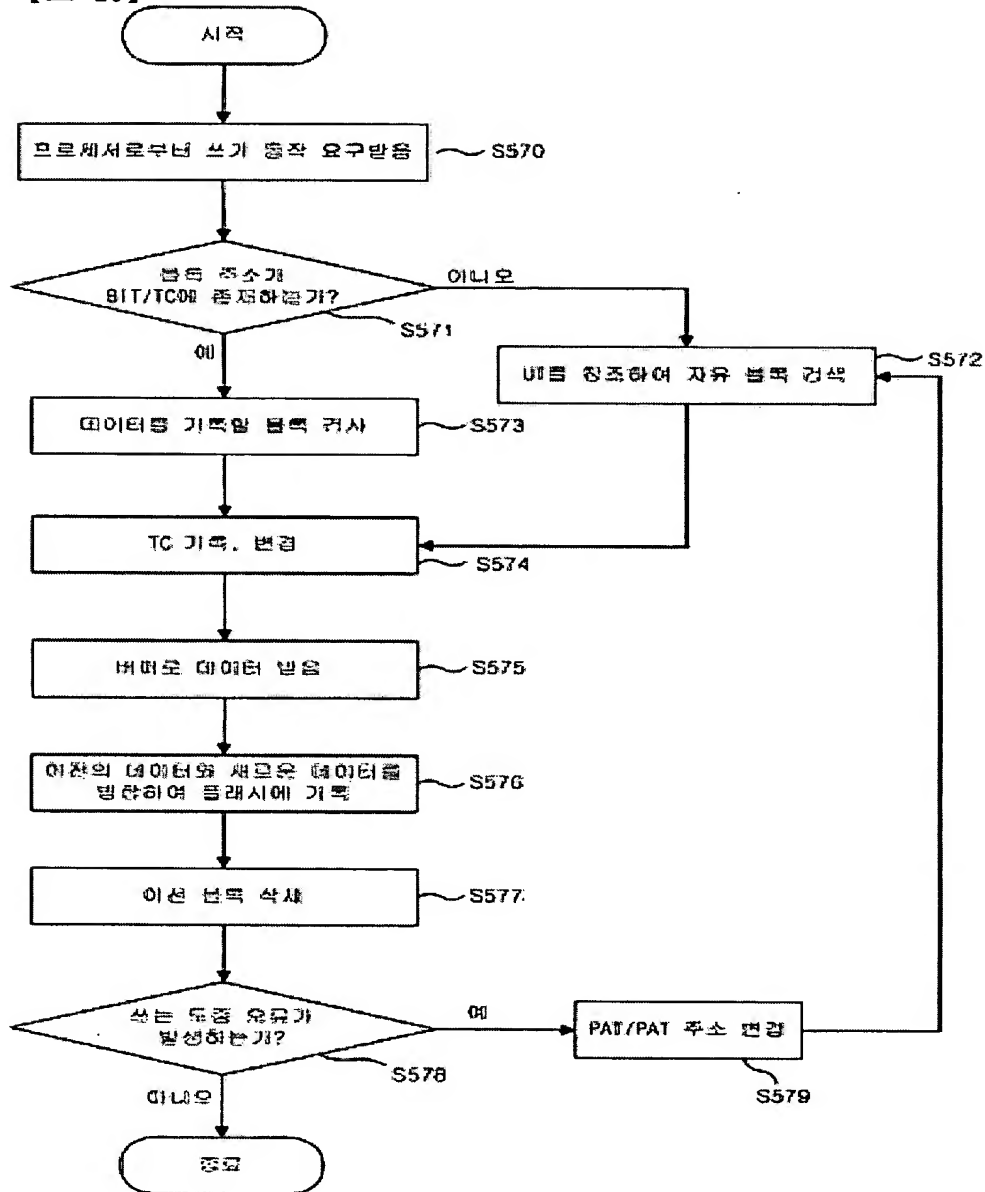 시작
프로세서로부터 쓰기 동작 요구받음
S570
블록 주소가
BIT/TC에 존재하는가?
아니오
S571
예
S572
UT를 참조하여 자유 블록 검색
데이터를 기록할 블록 검사
S573
TC 기록, 변경
S574
버퍼로 데이터 받음
S575
이전의 데이터와 새로운 데이터를
병합하여 플래시에 기록
S576
이전 블록 삭제
S577
쓰는 도중 오류가
발생하는가?
예
S578
PAT/PAT 주소 변경
S579
아니오
종료